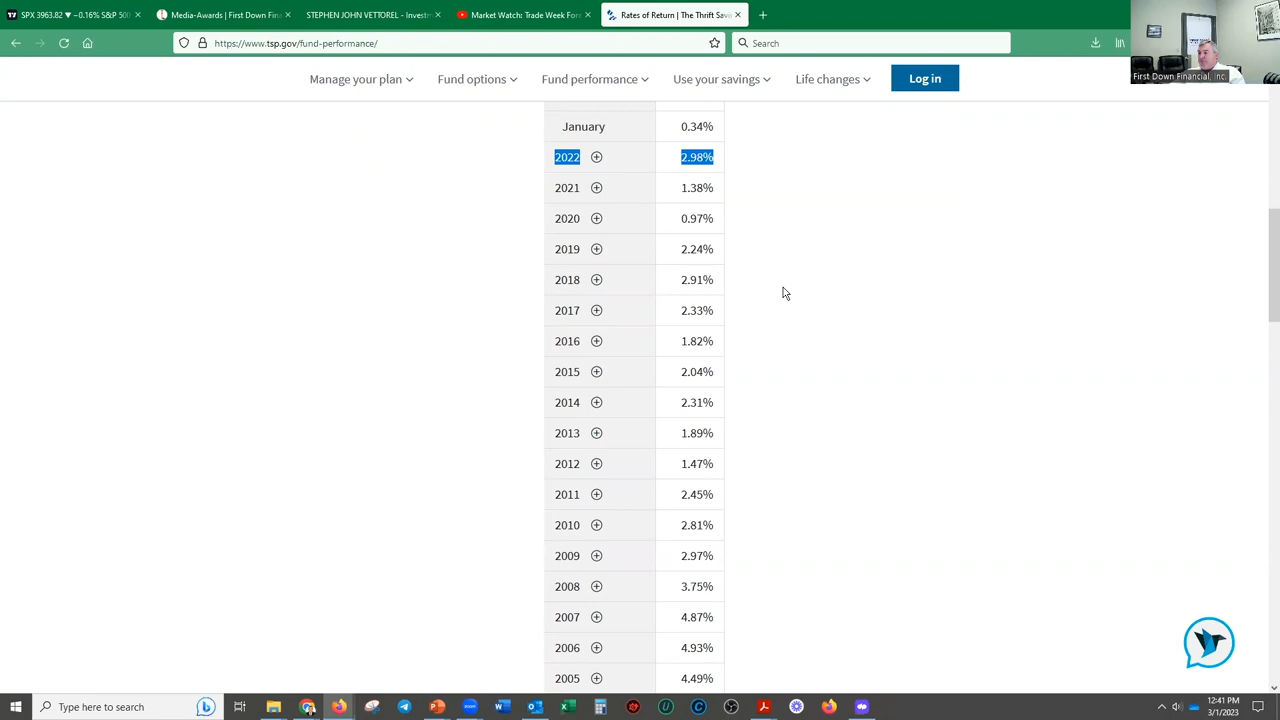 SPX 3963.82 ▼ −0.16% S&P 500
Media-Awards | First Down Fina
STEPHEN JOHN VETTOREL - Investm
Market Watch: Trade Week For
Rates of Return | The Thrift Save
https://www.tsp.gov/fund-performance/
Search
First Down Financial, Inc.
Manage your plan
Fund options
Fund performance
Use your savings
Life changes
Log in
January 0.34%
2022 2.98%
2021 1.38%
2020 0.97%
2019 2.24%
2018 2.91%
2017 2.33%
2016 1.82%
2015 2.04%
2014 2.31%
2013 1.89%
2012 1.47%
2011 2.45%
2010 2.81%
2009 2.97%
2008 3.75%
2007 4.87%
2006 4.93%
2005 4.49%
Type here to search
12:41 PM
3/1/2023